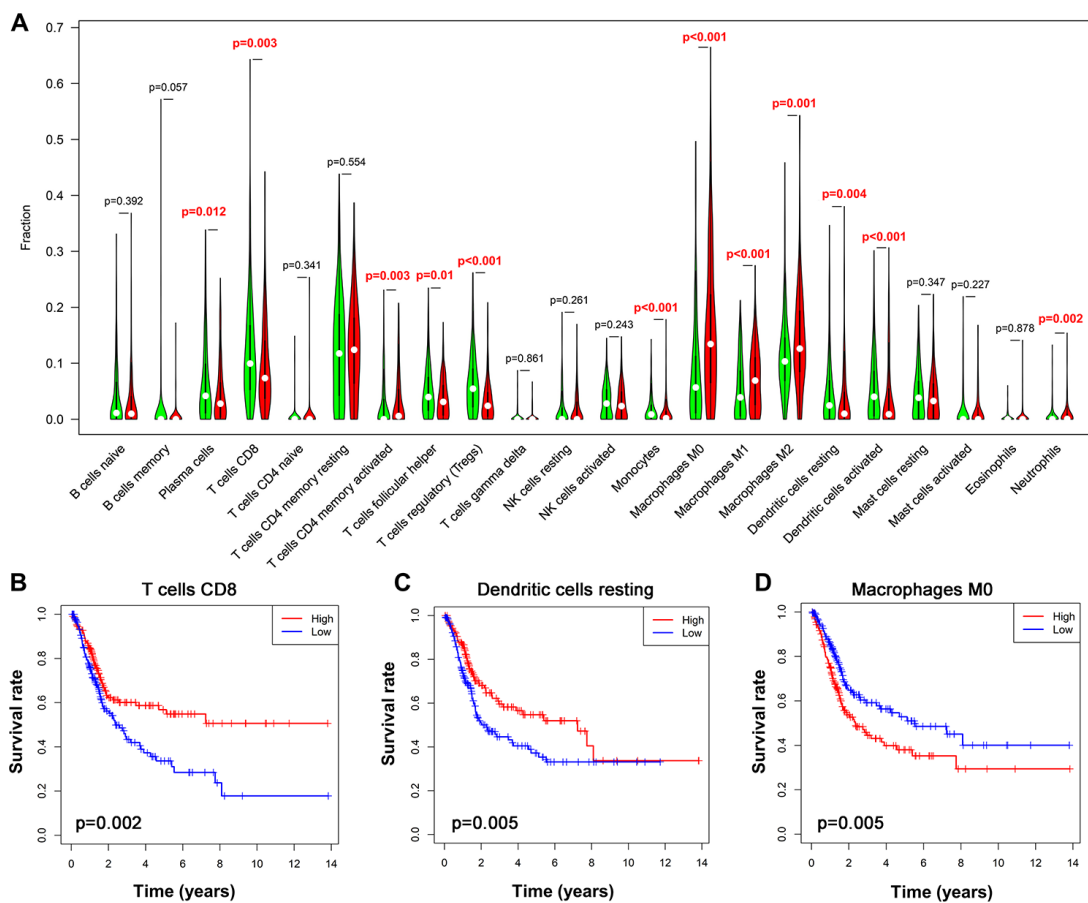 A
Fraction
0.7
0.6
0.5
0.4
0.3
0.2
0.1
0.0
p=0.392
p=0.057
p=0.012
p=0.003
p=0.341
p=0.554
p=0.003
p=0.01
p<0.001
p=0.861
p=0.261
p=0.243
p<0.001
p<0.001
p<0.001
p=0.001
p=0.004
p<0.001
p=0.347
p=0.227
p=0.878
p=0.002
B cells naive
B cells memory
Plasma cells
T cells CD8
T cells CD4 naive
T cells CD4 memory resting
T cells CD4 memory activated
T cells follicular helper
T cells regulatory (Tregs)
T cells gamma delta
NK cells resting
NK cells activated
Monocytes
Macrophages M0
Macrophages M1
Macrophages M2
Dendritic cells resting
Dendritic cells activated
Mast cells resting
Mast cells activated
Eosinophils
Neutrophils
B
T cells CD8
High
Low
Survival rate
1.0
0.8
0.6
0.4
0.2
0.0
p=0.002
0 2 4 6 8 10 12 14
Time (years)
C
Dendritic cells resting
High
Low
Survival rate
1.0
0.8
0.6
0.4
0.2
0.0
p=0.005
0 2 4 6 8 10 12 14
Time (years)
D
Macrophages M0
High
Low
Survival rate
1.0
0.8
0.6
0.4
0.2
0.0
p=0.005
0 2 4 6 8 10 12 14
Time (years)